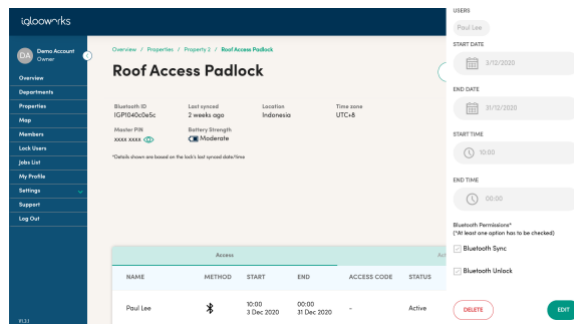 iglooworks
DA
Demo Account
Owner
Overview
Departments
Properties
Map
Members
Lock Users
Jobs List
My Profile
Settings
Support
Log Out
V1.2.1
Overview / Properties / Property 2 / Roof Access Padlock
Roof Access Padlock
Bluetooth ID
IGP1040c0e5c
Last synced
2 weeks ago
Location
Indonesia
Time zone
UTC+8
Master PIN
xxxx xxxx
Battery Strength
Moderate
*Details shown are based on the lock's last synced date/time
Access
NAME METHOD START END ACCESS CODE STATUS
Paul Lee 10:00 00:00 - Active
3 Dec 2020 31 Dec 2020
USERS
Paul Lee
START DATE
3/12/2020
END DATE
31/12/2020
START TIME
10:00
END TIME
00:00
Bluetooth Permissions*
(*At least one option has to be checked)
Bluetooth Sync
Bluetooth Unlock
DELETE
EDIT